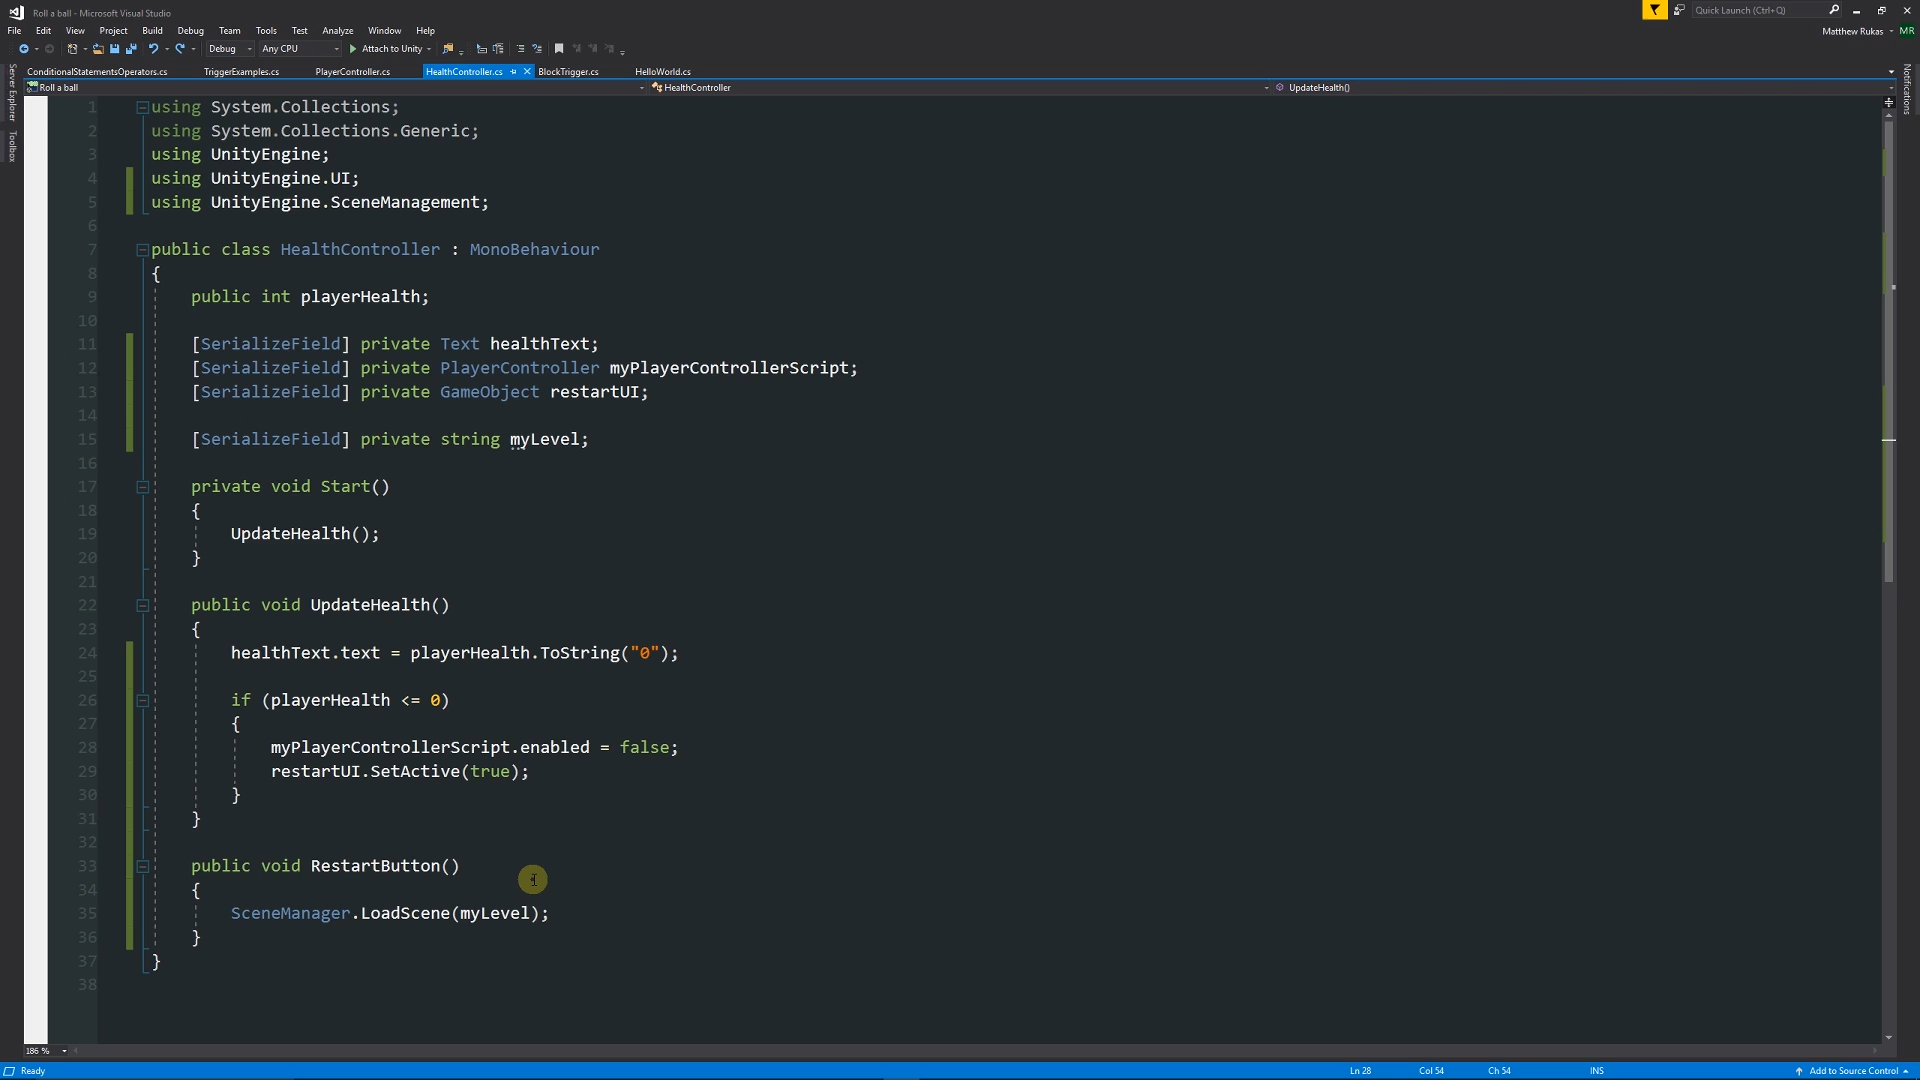 Roll a ball - Microsoft Visual Studio
Quick Launch (Ctrl+Q)
File Edit View Project Build Debug Team Tools Test Analyze Window Help
Matthew Rukas MR
Debug Any CPU Attach to Unity
Server Explorer
Toolbox
Notifications
ConditionalStatementsOperators.cs TriggerExamples.cs PlayerController.cs HealthController.cs BlockTrigger.cs HelloWorld.cs
Roll a ball HealthController UpdateHealth()
1 using System.Collections;
2 using System.Collections.Generic;
3 using UnityEngine;
4 using UnityEngine.UI;
5 using UnityEngine.SceneManagement;
6
7 public class HealthController : MonoBehaviour
8 {
9 public int playerHealth;
10
11 [SerializeField] private Text healthText;
12 [SerializeField] private PlayerController myPlayerControllerScript;
13 [SerializeField] private GameObject restartUI;
14
15 [SerializeField] private string myLevel;
16
17 private void Start()
18 {
19 UpdateHealth();
20 }
21
22 public void UpdateHealth()
23 {
24 healthText.text = playerHealth.ToString("0");
25
26 if (playerHealth <= 0)
27 {
28 myPlayerControllerScript.enabled = false;
29 restartUI.SetActive(true);
30 }
31 }
32
33 public void RestartButton()
34 {
35 SceneManager.LoadScene(myLevel);
36 }
37 }
38
186 %
Ready Ln 28 Col 54 Ch 54 INS Add to Source Control